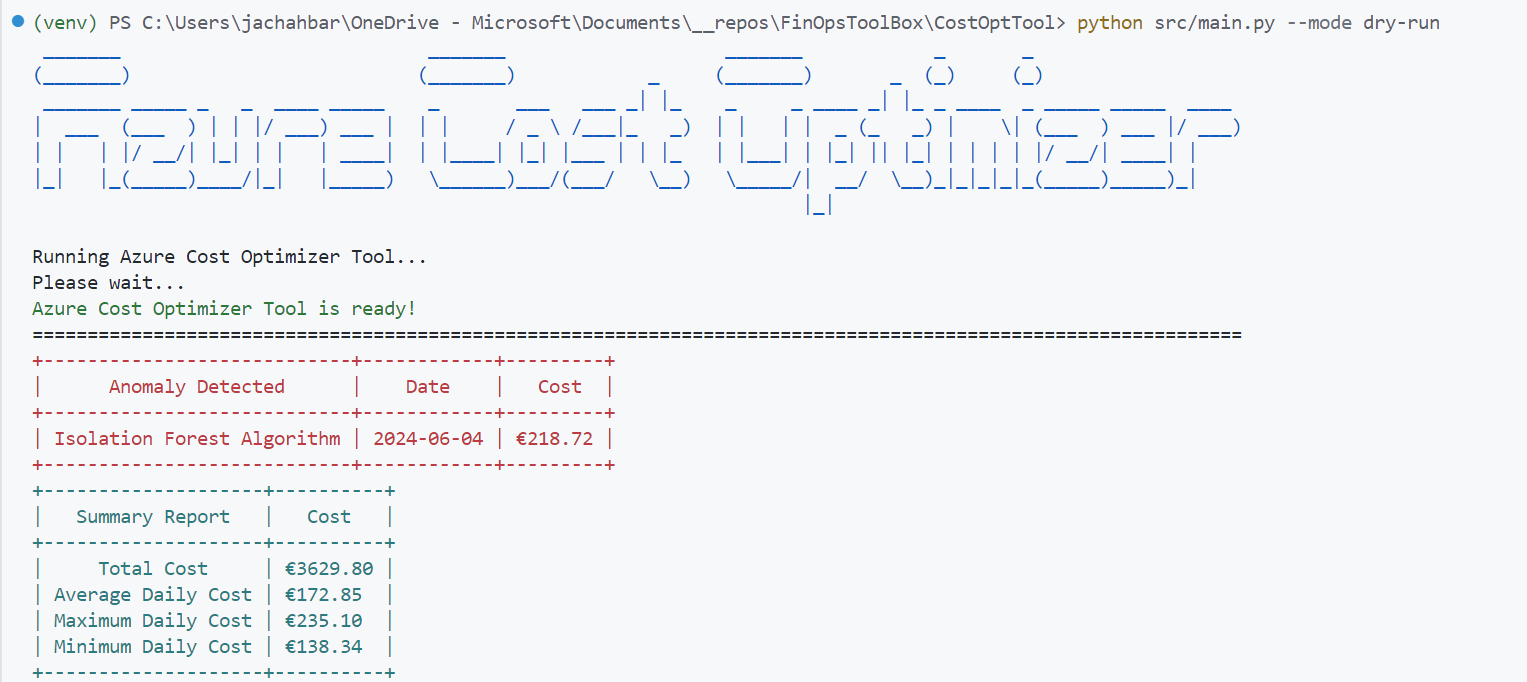 (venv) PS C:\Users\jachahbar\OneDrive - Microsoft\Documents\__repos\FinOpsToolBox\CostOptTool> python src/main.py --mode dry-run
Azure Cost Optimizer
Running Azure Cost Optimizer Tool...
Please wait...
Azure Cost Optimizer Tool is ready!
==============================================================================================================
+----------------------------+------------+---------+
|      Anomaly Detected      |    Date    |   Cost  |
+----------------------------+------------+---------+
| Isolation Forest Algorithm | 2024-06-04 | €218.72 |
+----------------------------+------------+---------+
+--------------------+----------+
|   Summary Report   |   Cost   |
+--------------------+----------+
|     Total Cost     | €3629.80 |
| Average Daily Cost | €172.85  |
| Maximum Daily Cost | €235.10  |
| Minimum Daily Cost | €138.34  |
+--------------------+----------+